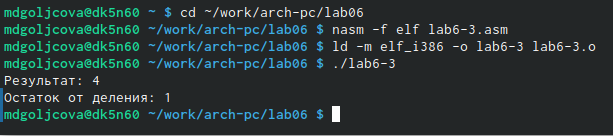 mdgoljcova@dk5n60 ~ $ cd ~/work/arch-pc/lab06
mdgoljcova@dk5n60 ~/work/arch-pc/lab06 $ nasm -f elf lab6-3.asm
mdgoljcova@dk5n60 ~/work/arch-pc/lab06 $ ld -m elf_i386 -o lab6-3 lab6-3.o
mdgoljcova@dk5n60 ~/work/arch-pc/lab06 $ ./lab6-3
Результат: 4
Остаток от деления: 1
mdgoljcova@dk5n60 ~/work/arch-pc/lab06 $